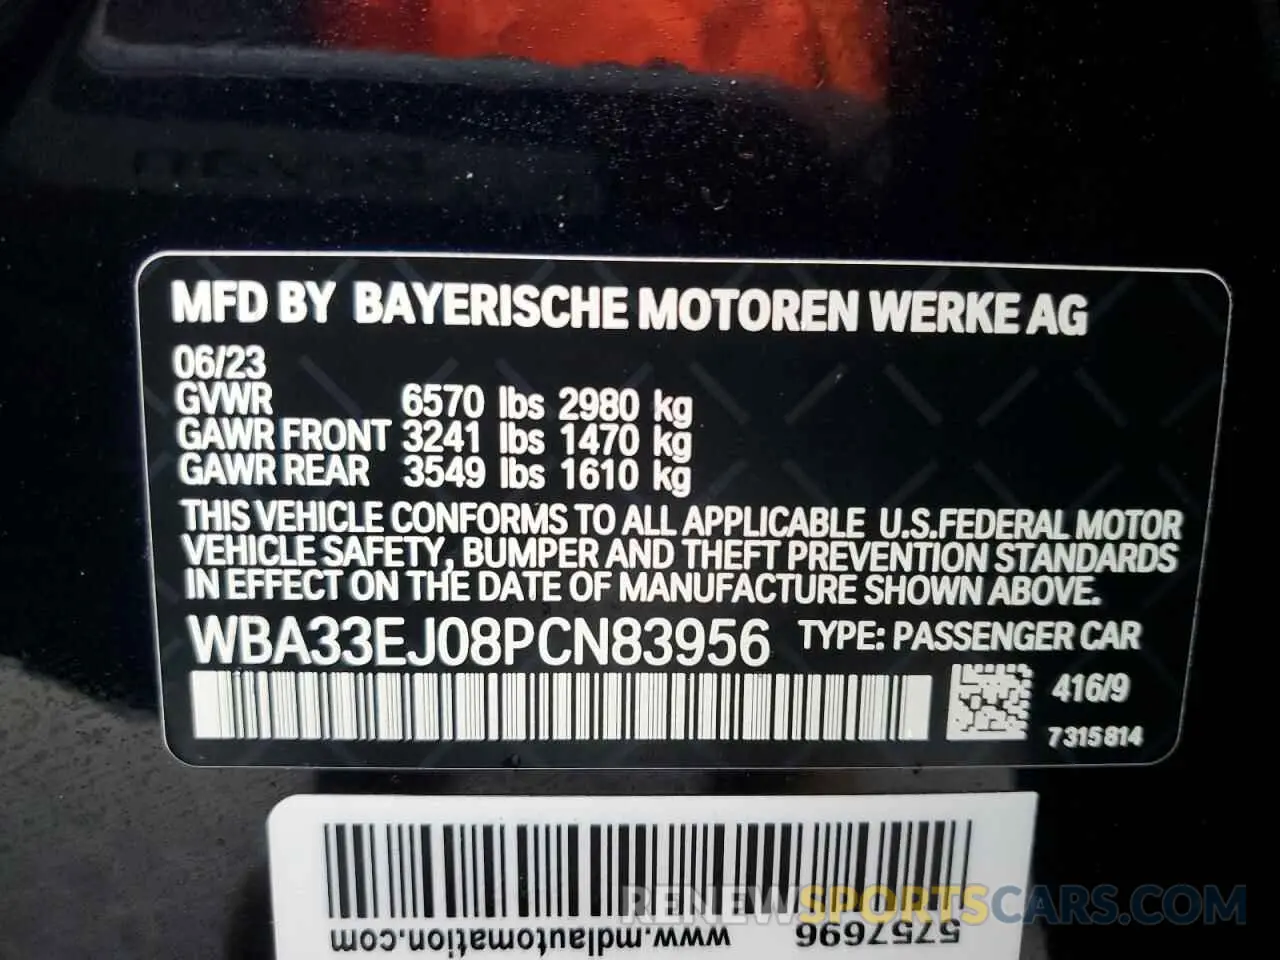 MFD BY BAYERISCHE MOTOREN WERKE AG
06/23
GVWR 6570 lbs 2980 kg
GAWR FRONT 3241 lbs 1470 kg
GAWR REAR 3549 lbs 1610 kg
THIS VEHICLE CONFORMS TO ALL APPLICABLE U.S.FEDERAL MOTOR
VEHICLE SAFETY, BUMPER AND THEFT PREVENTION STANDARDS
IN EFFECT ON THE DATE OF MANUFACTURE SHOWN ABOVE.
WBA33EJ08PCN83956 TYPE: PASSENGER CAR
416/9
7315814
RENEWSPORTSCARS.COM
5757696 www.mdlautomation.com